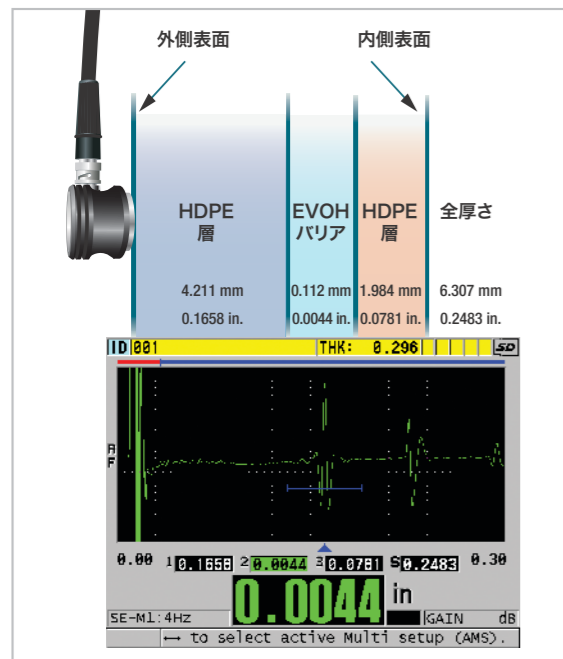 外側表面 内側表面
HDPE EVOH HDPE 全厚さ
層 バリア 層
4.211 mm 0.112 mm 1.984 mm 6.307 mm
0.1658 in. 0.0044 in. 0.0781 in. 0.2483 in.
ID 001 THK: 0.296 SD
A
F
0.00 1 0.1658 2 0.0044 3 0.0781 S 0.2483 0.30
0.0044 in
SE-M1:4Hz GAIN dB
↔ to select active Multi setup (AMS).